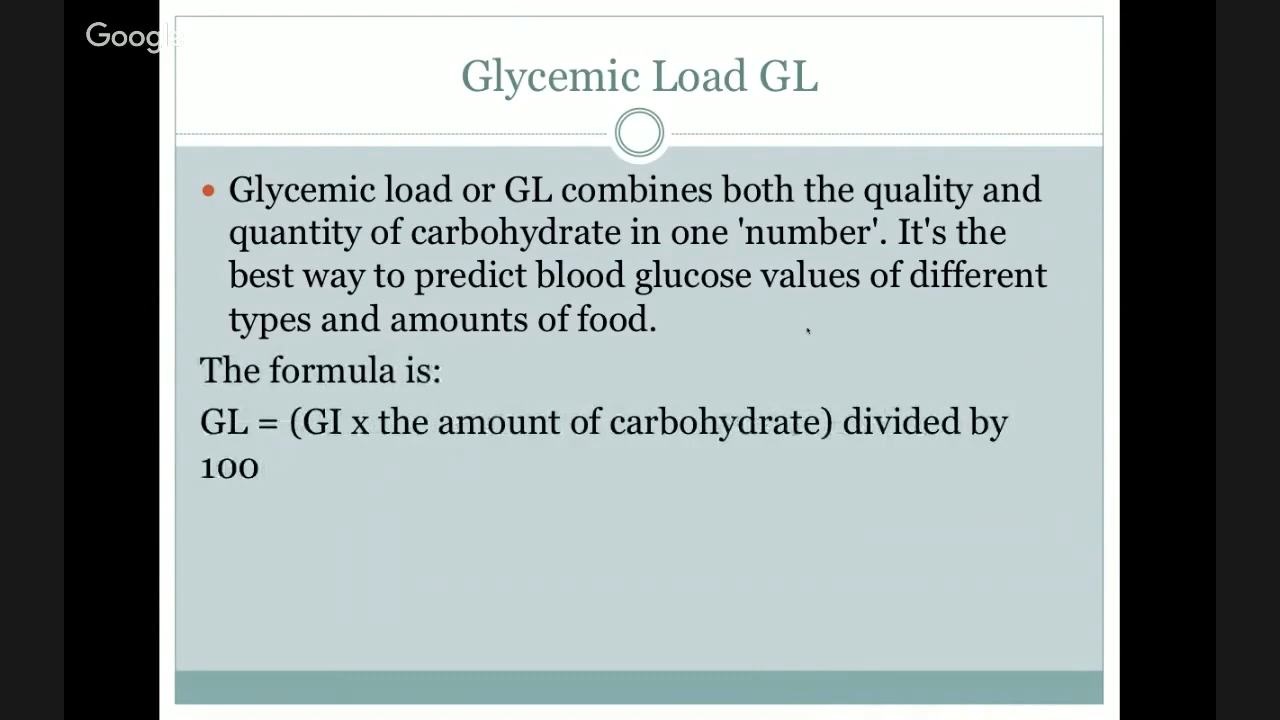 Google
Glycemic Load GL
• Glycemic load or GL combines both the quality and
quantity of carbohydrate in one 'number'. It's the
best way to predict blood glucose values of different
types and amounts of food.
The formula is:
GL = (GI x the amount of carbohydrate) divided by
100